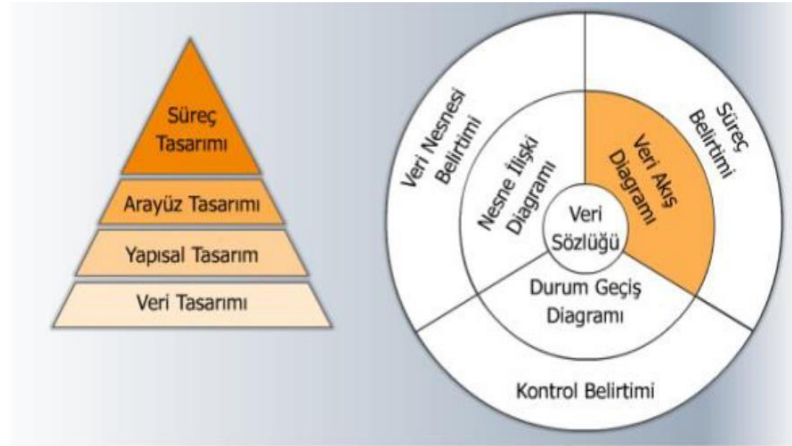 Süreç
Tasarımı
Arayüz Tasarımı
Yapısal Tasarım
Veri Tasarımı
Veri Nesnesi
Belirtimi
Nesne İlişki
Diagramı
Süreç
Belirtimi
Veri Akış
Diagramı
Veri
Sözlüğü
Durum Geçiş
Diagramı
Kontrol Belirtimi